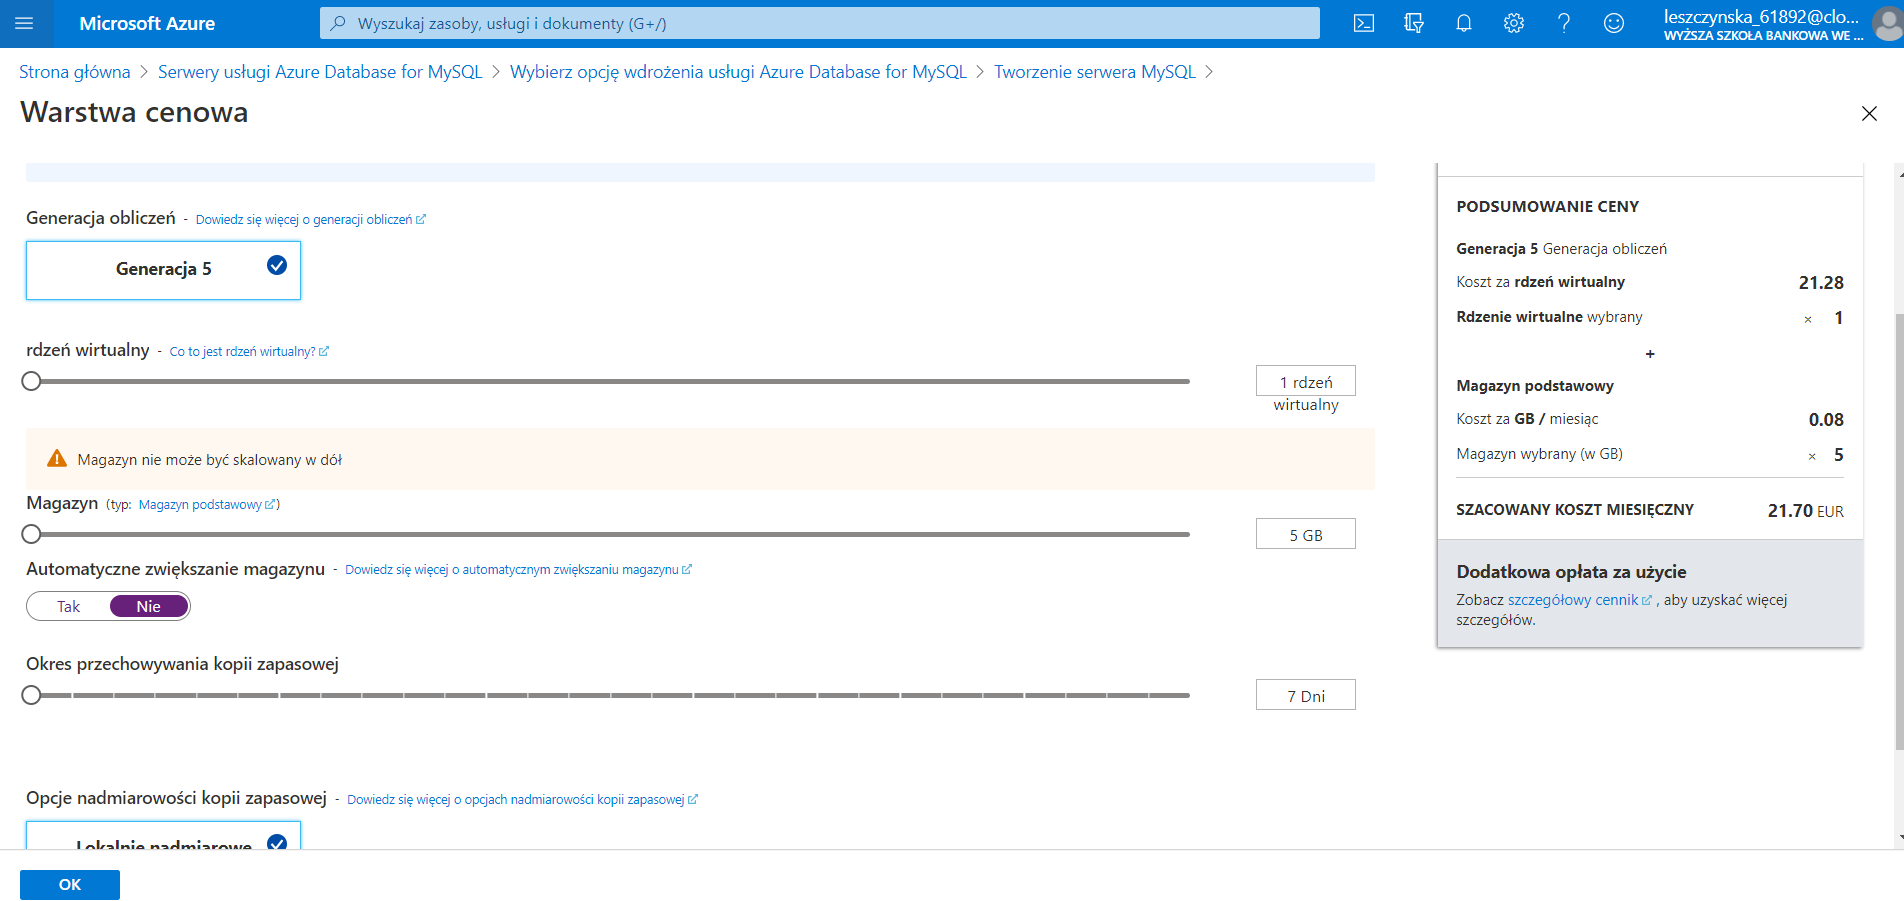 Microsoft Azure
Wyszukaj zasoby, usługi i dokumenty (G+/)
leszczynska_61892@clo...
WYŻSZA SZKOŁA BANKOWA WE ...
Strona główna > Serwery usługi Azure Database for MySQL > Wybierz opcję wdrożenia usługi Azure Database for MySQL > Tworzenie serwera MySQL >
Warstwa cenowa
Generacja obliczeń - Dowiedz się więcej o generacji obliczeń
Generacja 5
rdzeń wirtualny - Co to jest rdzeń wirtualny?
1 rdzeń
wirtualny
Magazyn nie może być skalowany w dół
Magazyn (typ: Magazyn podstawowy)
5 GB
Automatyczne zwiększanie magazynu - Dowiedz się więcej o automatycznym zwiększaniu magazynu
Tak Nie
Okres przechowywania kopii zapasowej
7 Dni
Opcje nadmiarowości kopii zapasowej - Dowiedz się więcej o opcjach nadmiarowości kopii zapasowej
Lokalnie nadmiarowe
OK
PODSUMOWANIE CENY
Generacja 5 Generacja obliczeń
Koszt za rdzeń wirtualny 21.28
Rdzenie wirtualne wybrany × 1
+
Magazyn podstawowy
Koszt za GB / miesiąc 0.08
Magazyn wybrany (w GB) × 5
SZACOWANY KOSZT MIESIĘCZNY 21.70 EUR
Dodatkowa opłata za użycie
Zobacz szczegółowy cennik , aby uzyskać więcej
szczegółów.